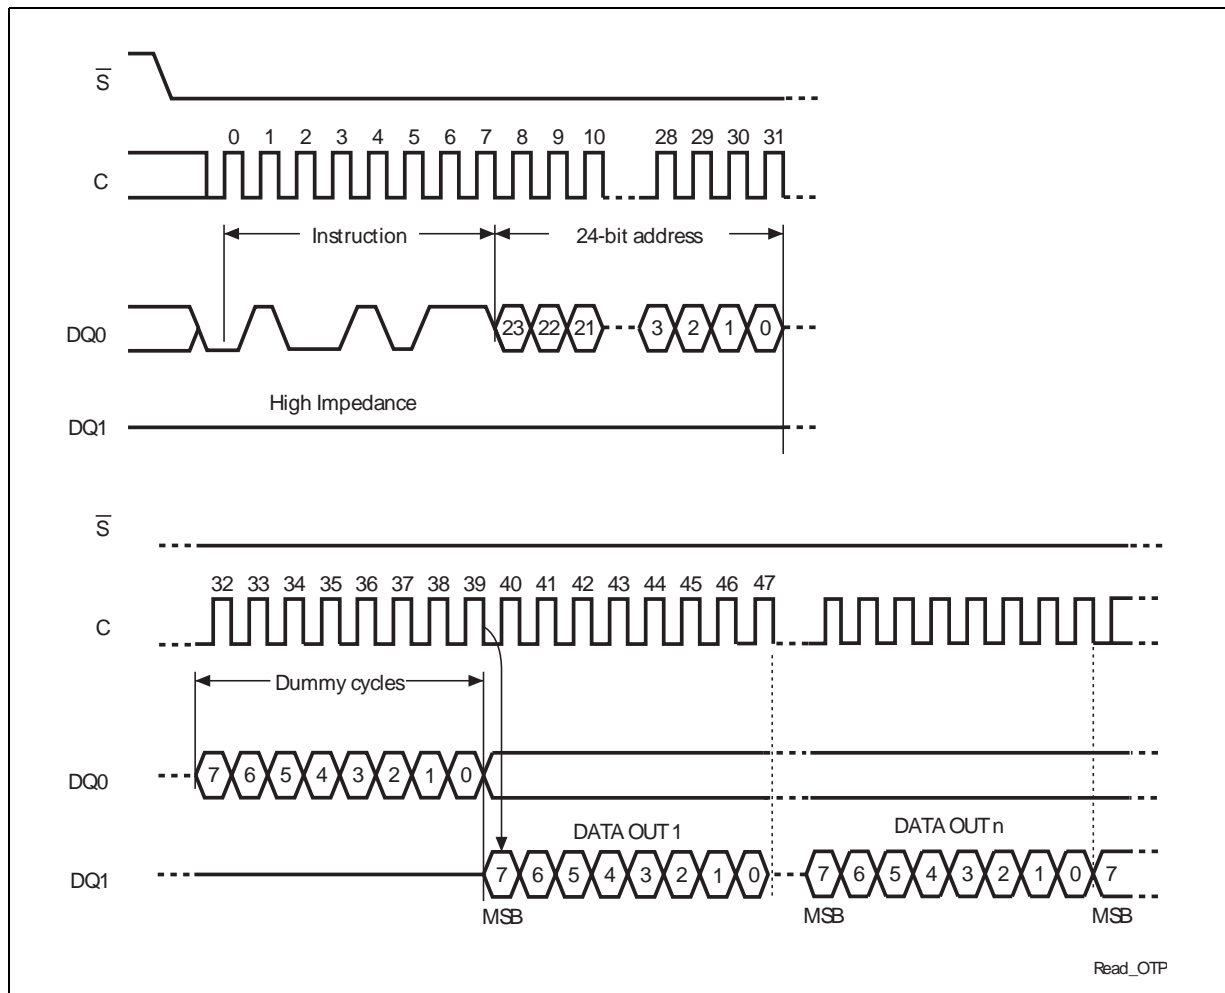 S
0 1 2 3 4 5 6 7 8 9 10 28 29 30 31
C
Instruction 24-bit address
DQ0 23 22 21 3 2 1 0
High Impedance
DQ1
S
32 33 34 35 36 37 38 39 40 41 42 43 44 45 46 47
C
Dummy cycles
DQ0 7 6 5 4 3 2 1 0
DATA OUT 1 DATA OUT n
DQ1 7 6 5 4 3 2 1 0 7 6 5 4 3 2 1 0 7
MSB MSB MSB
Read_OTP